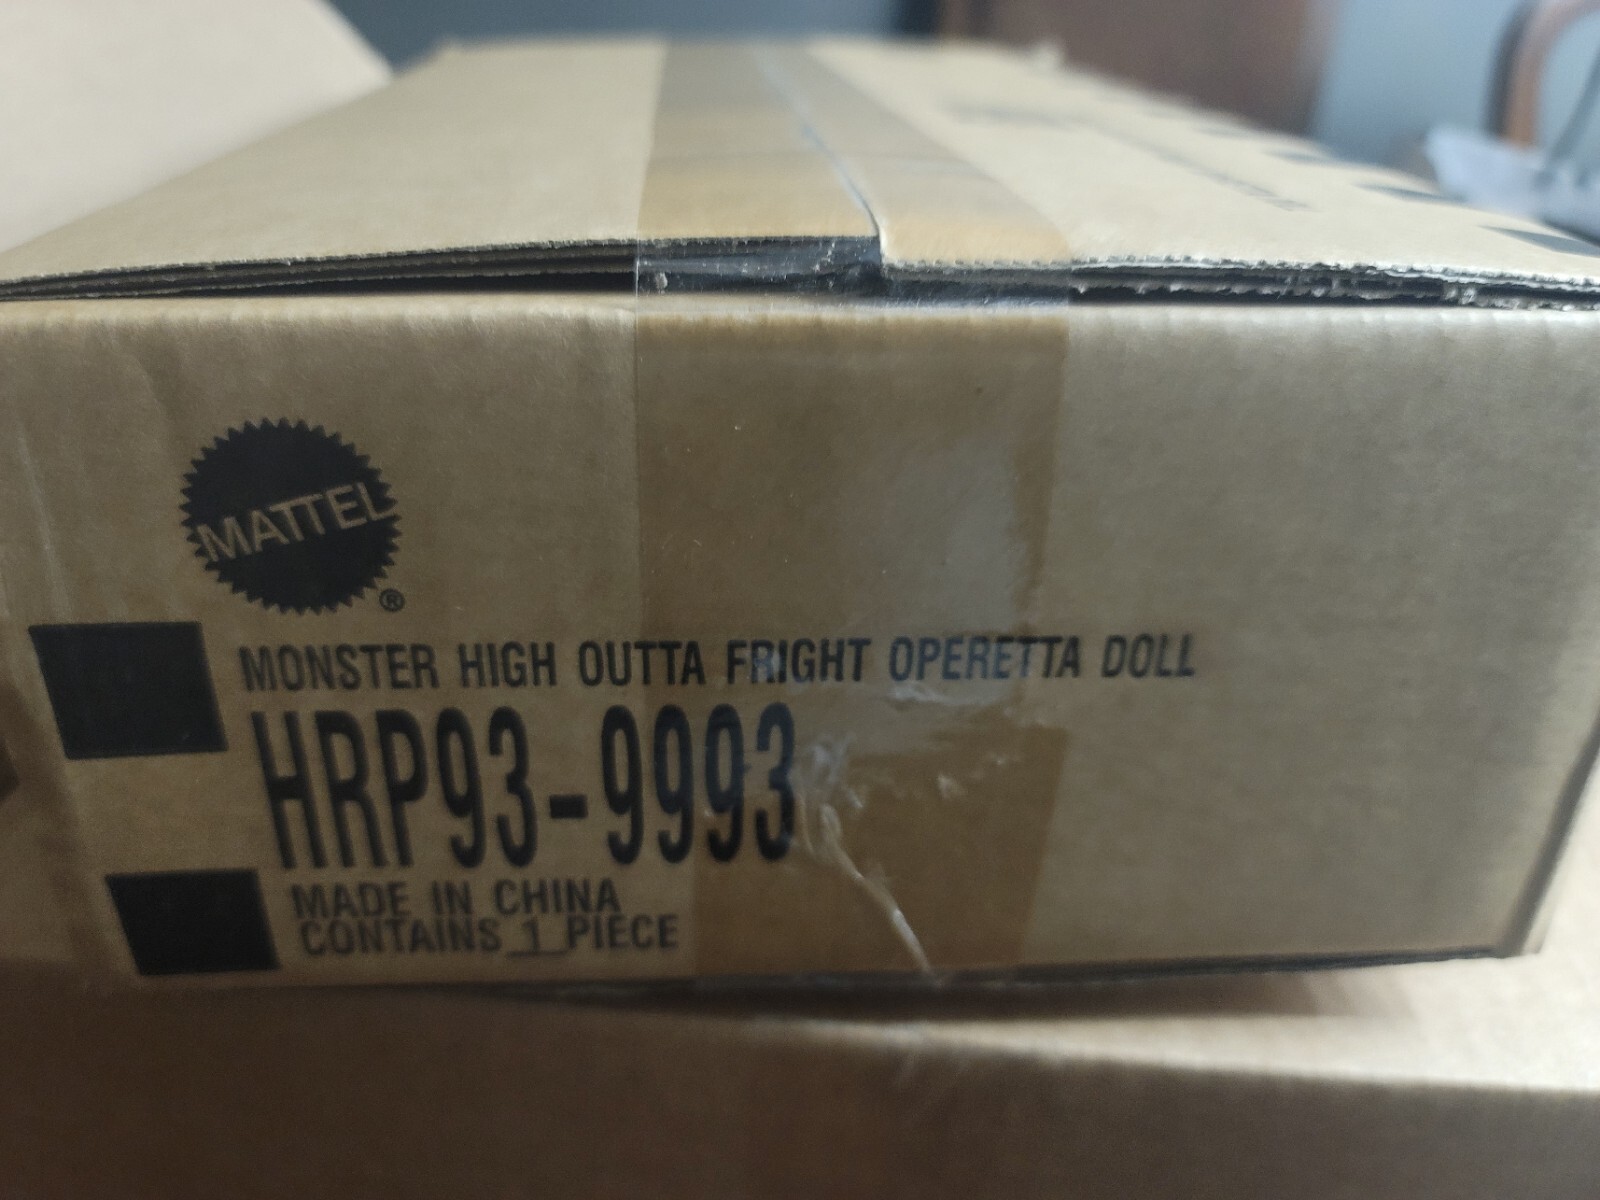 MATTEL
®
MONSTER HIGH OUTTA FRIGHT OPERETTA DOLL
HRP93-9993
MADE IN CHINA
CONTAINS 1 PIECE